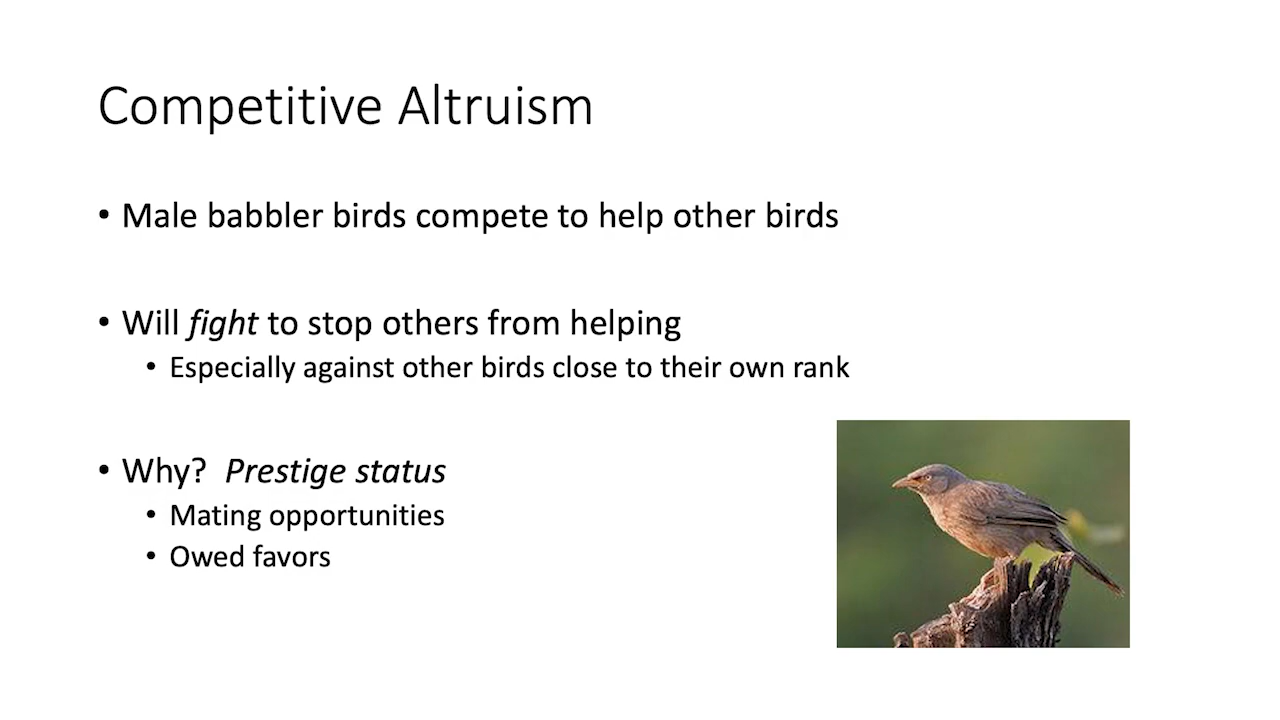 Competitive Altruism
• Male babbler birds compete to help other birds
• Will fight to stop others from helping
• Especially against other birds close to their own rank
• Why? Prestige status
• Mating opportunities
• Owed favors